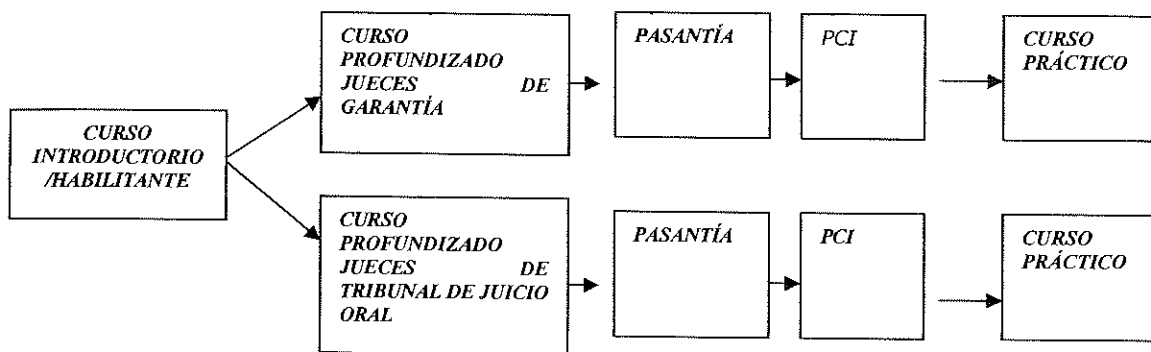 CURSO
INTRODUCTORIO
/HABILITANTE
CURSO
PROFUNDIZADO
JUECES DE
GARANTÍA
PASANTÍA
PCI
CURSO
PRÁCTICO
CURSO
PROFUNDIZADO
JUECES DE
TRIBUNAL DE JUICIO
ORAL
PASANTÍA
PCI
CURSO
PRÁCTICO